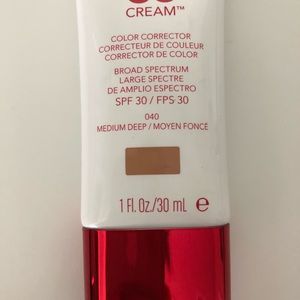 CREAM™
COLOR CORRECTOR
CORRECTEUR DE COULEUR
CORRECTOR DE COLOR
BROAD SPECTRUM
LARGE SPECTRE
DE AMPLIO ESPECTRO
SPF 30 / FPS 30
040
MEDIUM DEEP / MOYEN FONCÉ
1 Fl. Oz./30 mL e